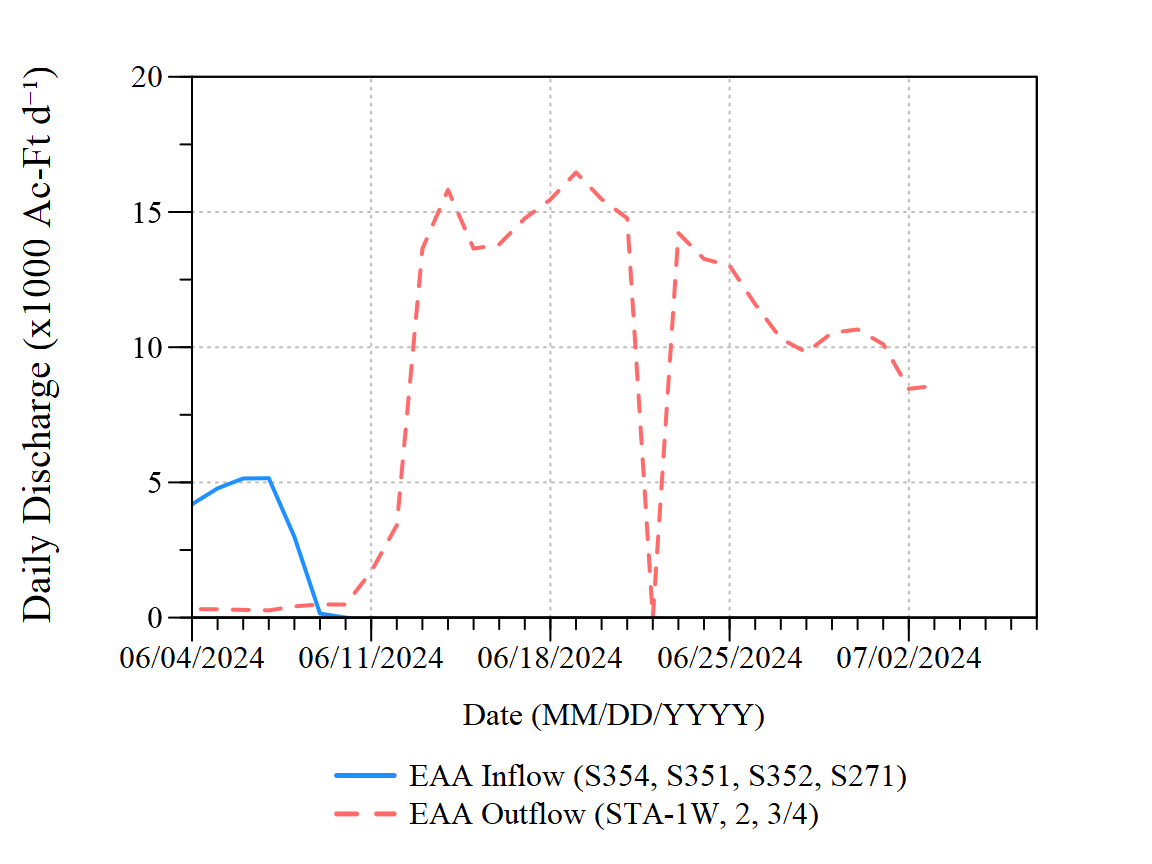 Daily Discharge (x1000 Ac-Ft d⁻¹)
20
15
10
5
0
06/04/2024 06/11/2024 06/18/2024 06/25/2024 07/02/2024
Date (MM/DD/YYYY)
EAA Inflow (S354, S351, S352, S271)
EAA Outflow (STA-1W, 2, 3/4)